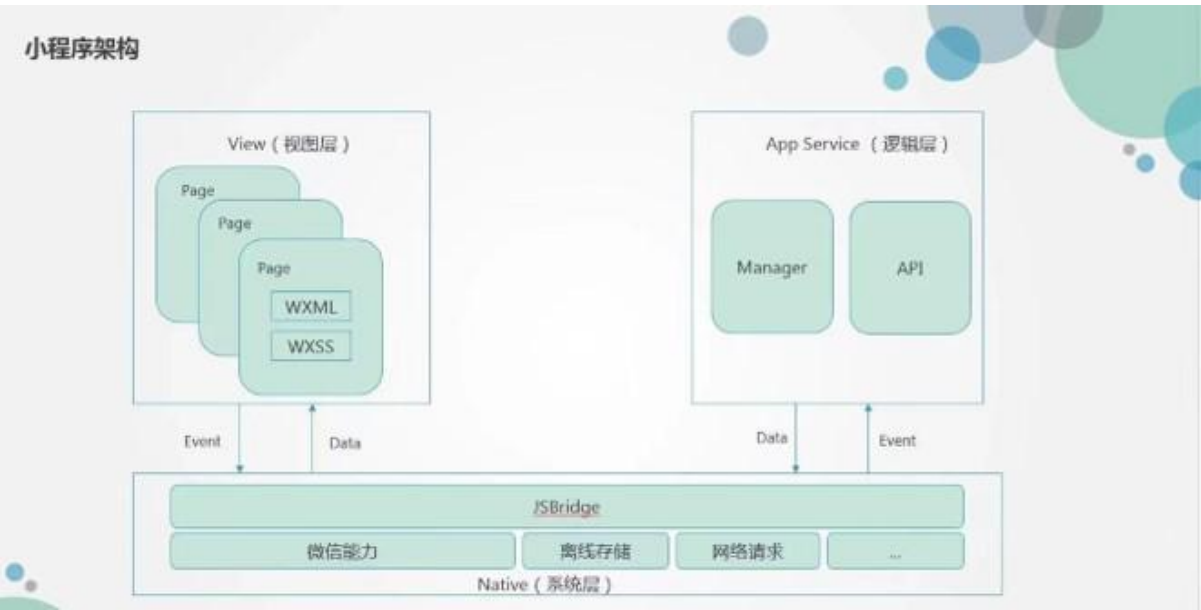 小程序架构
View（视图层）
Page
Page
Page
WXML
WXSS
App Service （逻辑层）
Manager
API
Event
Data
Data
Event
JSBridge
微信能力
离线存储
网络请求
...
Native（系统层）